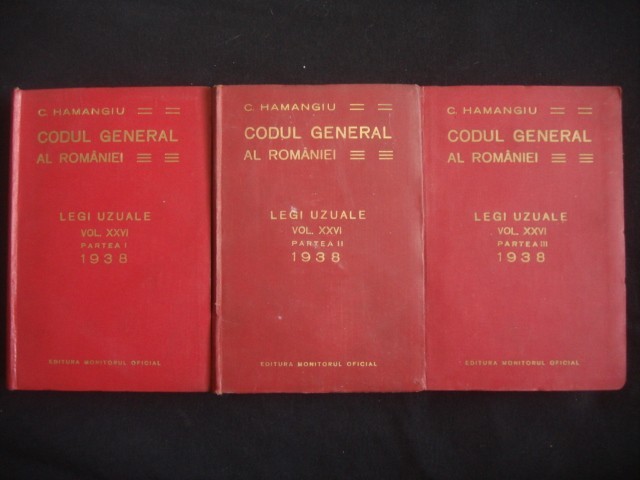 C. HAMANGIU
CODUL GENERAL
AL ROMÂNIEI
LEGI UZUALE
VOL. XXVI
PARTEA I
1938
EDITURA MONITORUL OFICIAL
C. HAMANGIU
CODUL GENERAL
AL ROMÂNIEI
LEGI UZUALE
VOL. XXVI
PARTEA II
1938
EDITURA MONITORUL OFICIAL
C. HAMANGIU
CODUL GENERAL
AL ROMÂNIEI
LEGI UZUALE
VOL. XXVI
PARTEA III
1938
EDITURA MONITORUL OFICIAL